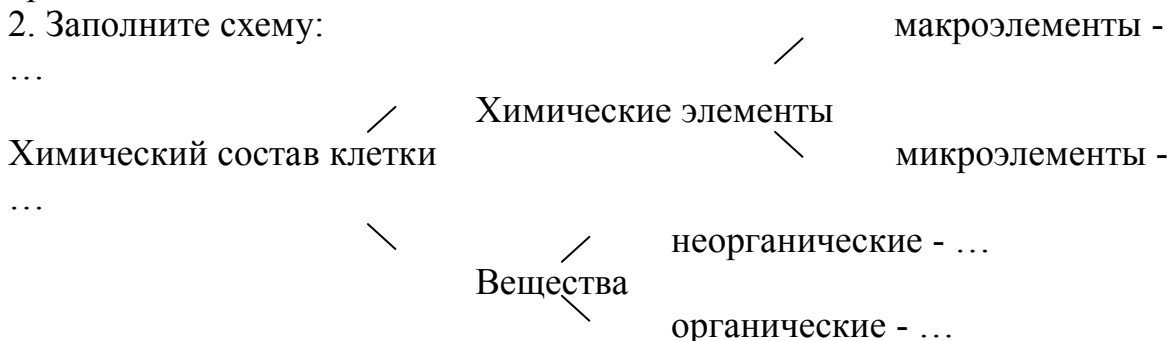 2. Заполните схему: макроэлементы -
…
Химические элементы
Химический состав клетки микроэлементы -
…
неорганические - …
Вещества
органические - …